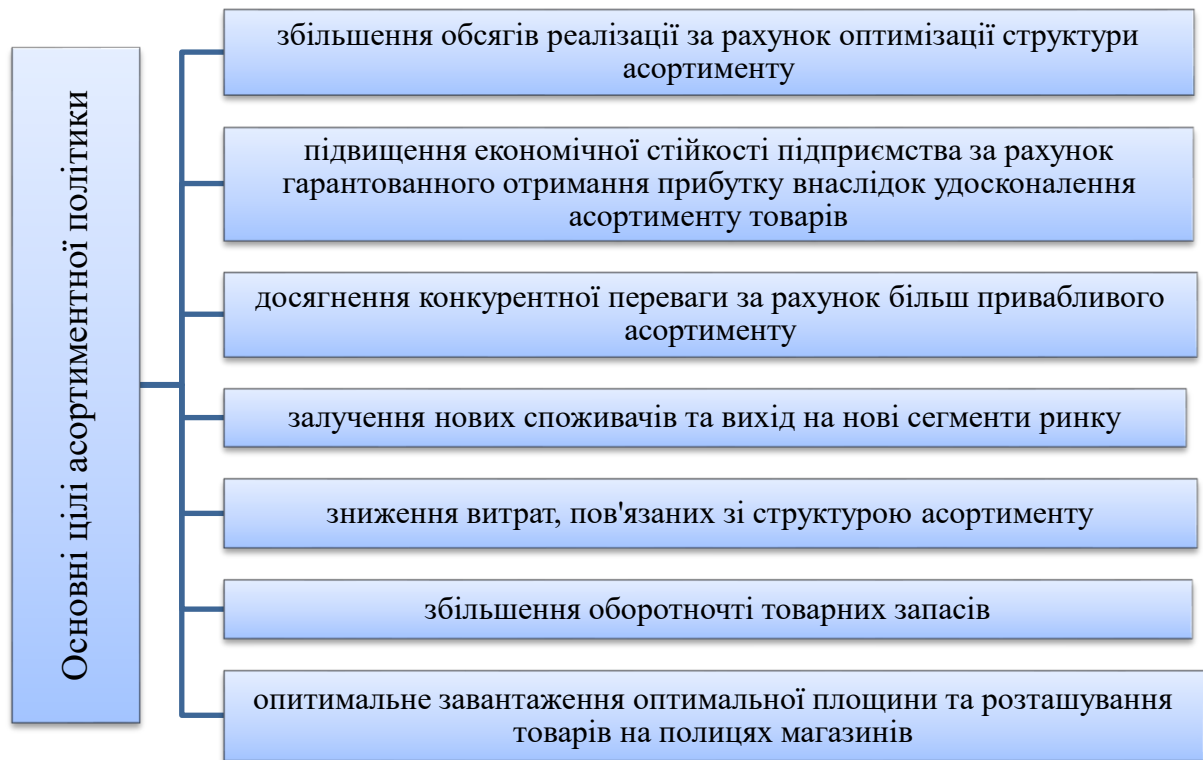 Основні цілі асортиментної політики
збільшення обсягів реалізації за рахунок оптимізації структури
асортименту
підвищення економічної стійкості підприємства за рахунок
гарантованного отримання прибутку внаслідок удосконалення
асортименту товарів
досягнення конкурентної переваги за рахунок більш привабливого
асортименту
залучення нових споживачів та вихід на нові сегменти ринку
зниження витрат, пов'язаних зі структурою асортименту
збільшення оборотночті товарних запасів
опитимальне завантаження оптимальної площини та розташування
товарів на полицях магазинів